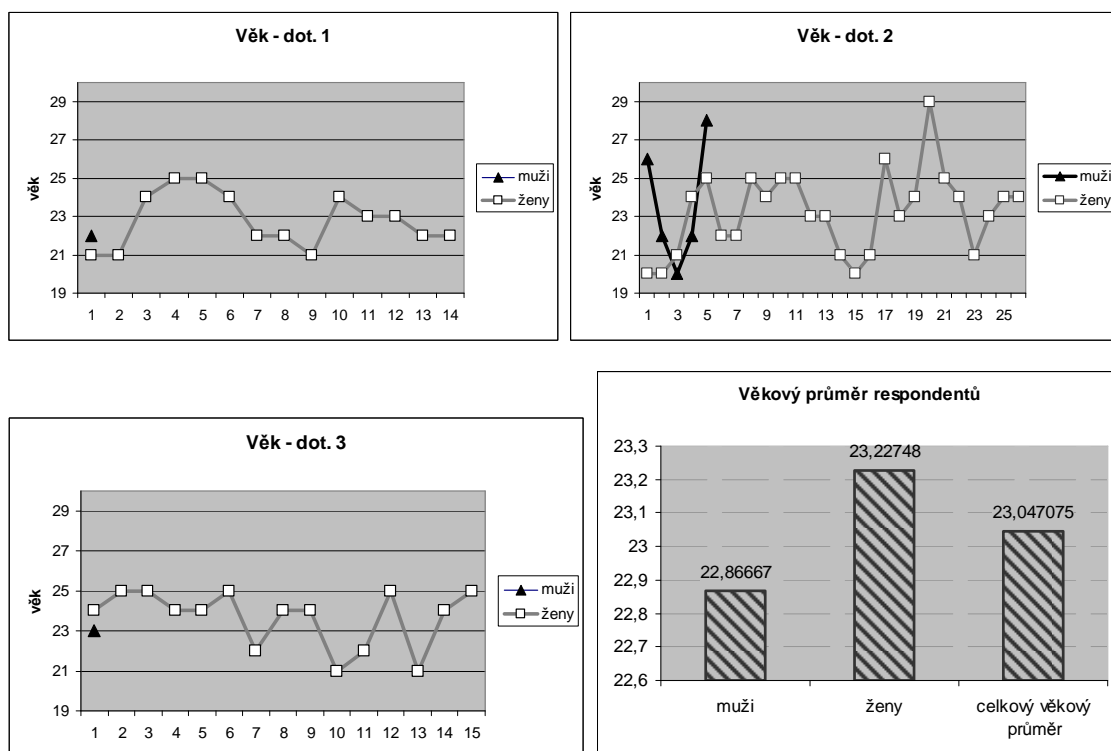 Věk - dot. 1
29
27
25
23
21
19
věk
1 2 3 4 5 6 7 8 9 10 11 12 13 14
muži
ženy
Věk - dot. 2
29
27
25
23
21
19
věk
1 3 5 7 9 11 13 15 17 19 21 23 25
muži
ženy
Věk - dot. 3
29
27
25
23
21
19
věk
1 2 3 4 5 6 7 8 9 10 11 12 13 14 15
muži
ženy
Věkový průměr respondentů
23,3
23,2
23,1
23
22,9
22,8
22,7
22,6
22,86667
23,22748
23,047075
muži
ženy
celkový věkový
průměr